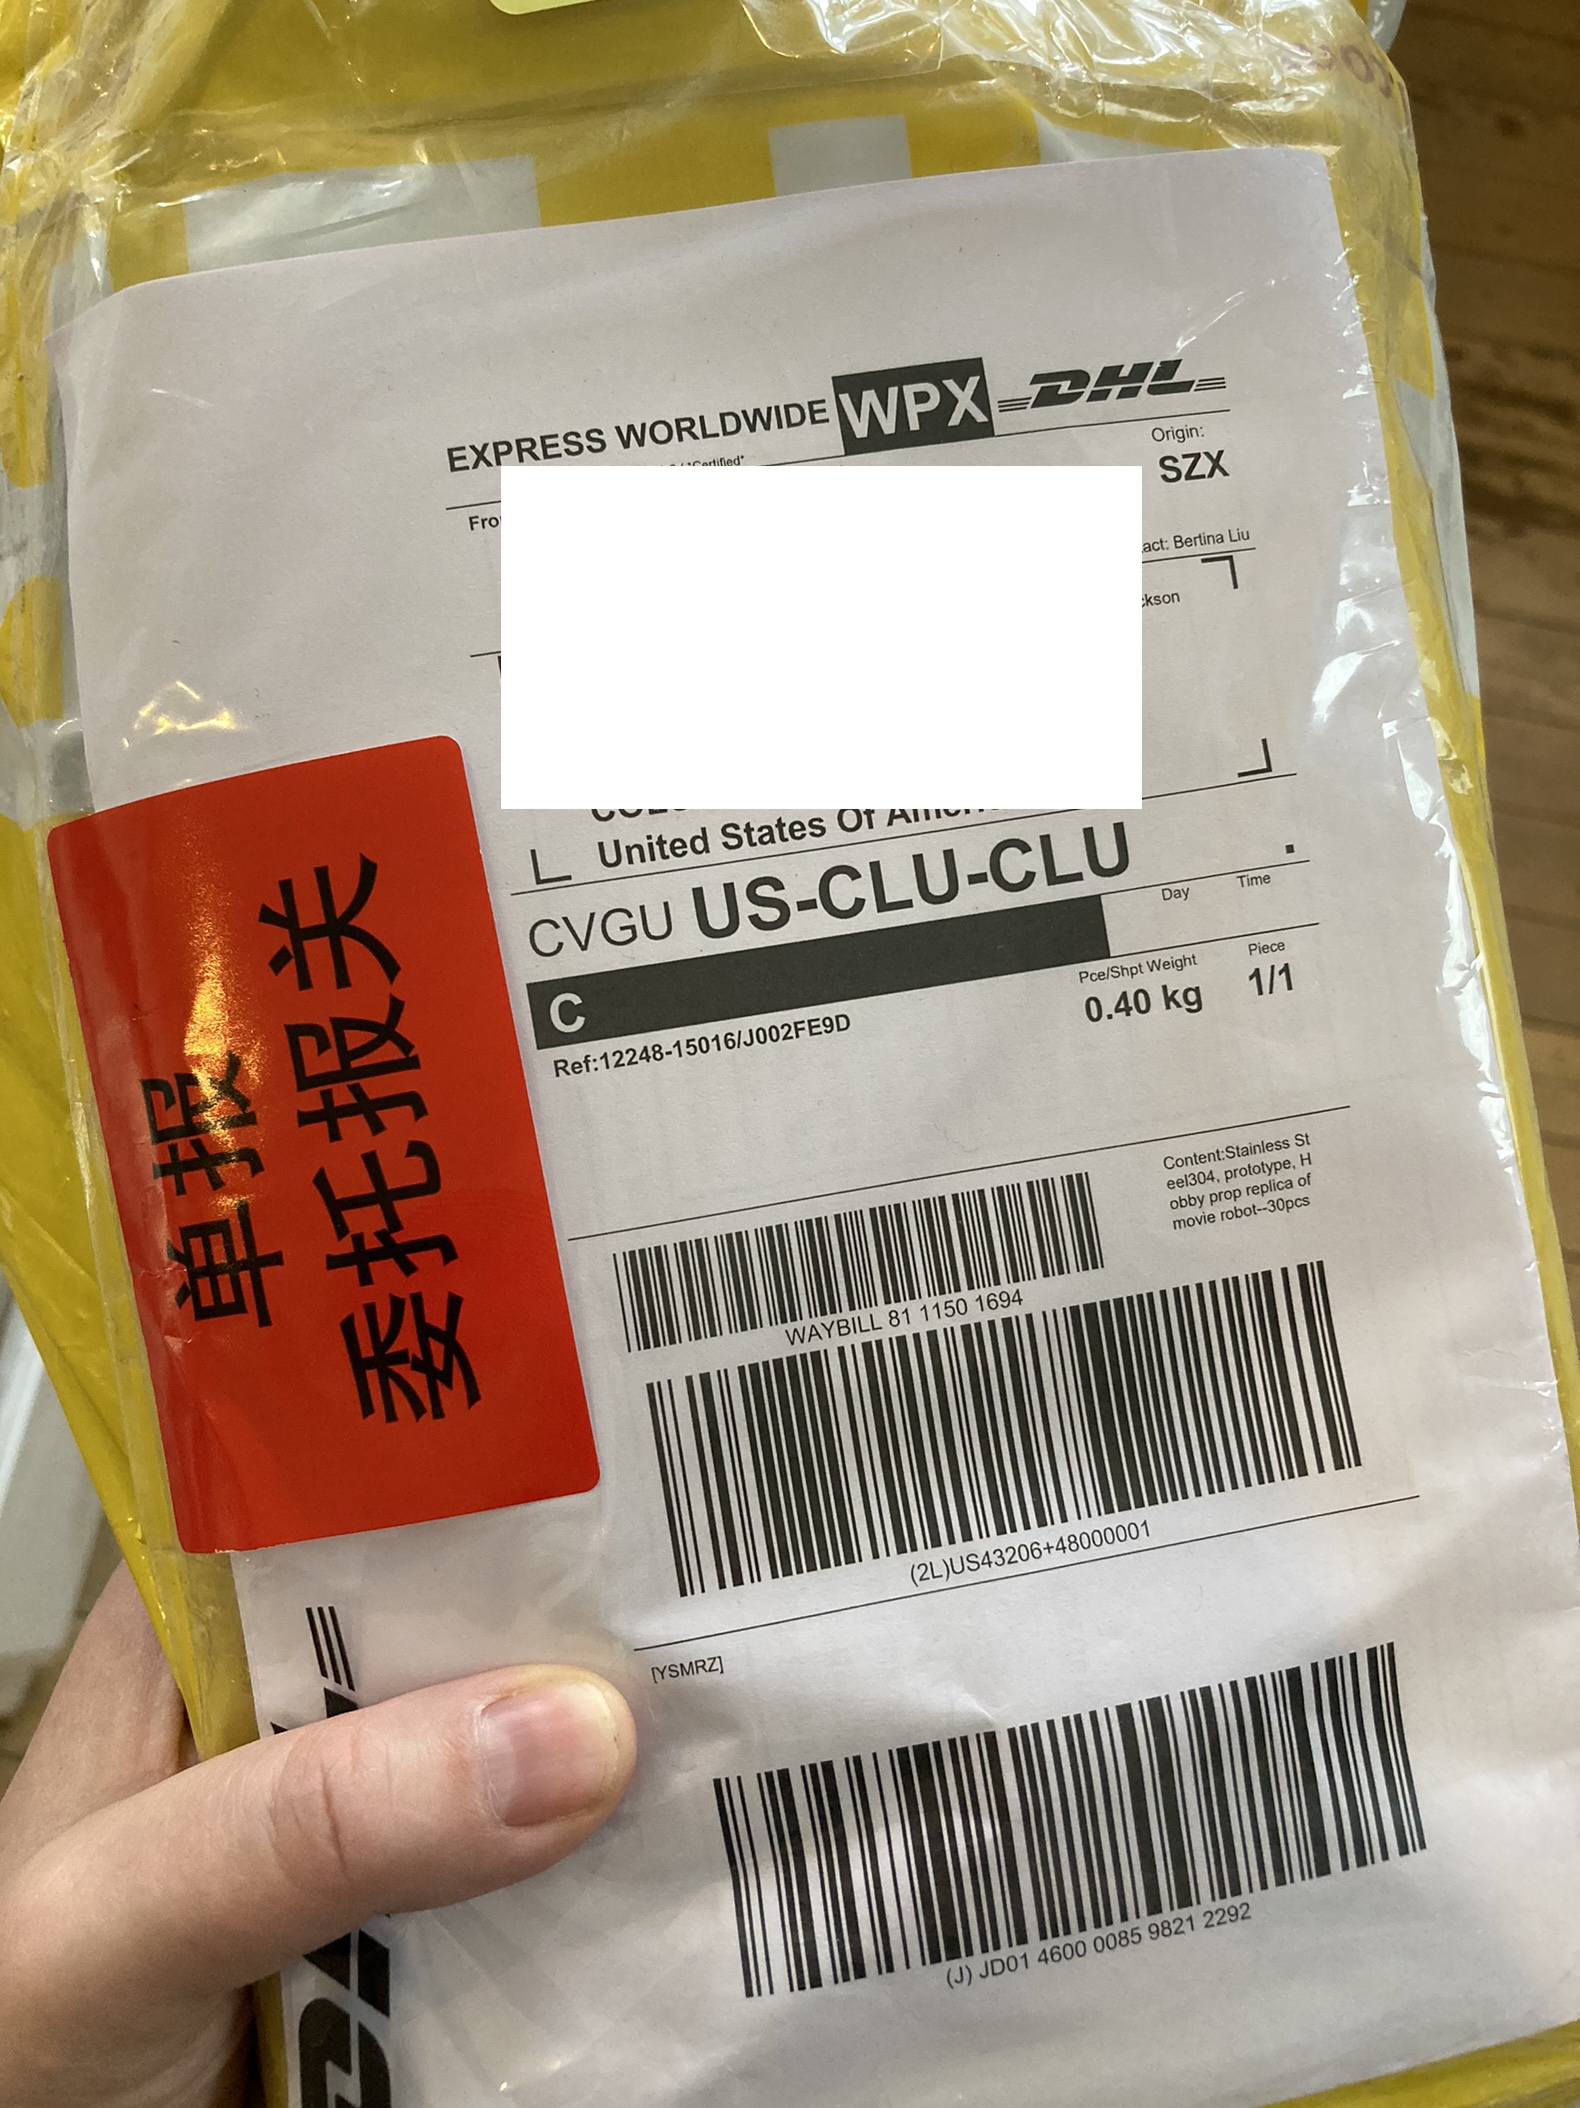 EXPRESS WORLDWIDE WPX DHL
Origin:
SZX
Bertina Liu
United States Of
CVGU US-CLU-CLU
Day
Time
C
Pce/Shpt Weight
Piece
0.40 kg
1/1
Ref:12248-15016/J002FE9D
Content:Stainless St
eel304, prototype, H
obby prop replica of
movie robot--30pcs
WAYBILL 81 1150 1694
(2L)US43206+48000001
[YSMRZ]
(J) JD01 4600 0085 9821 2292
单报
委托报关